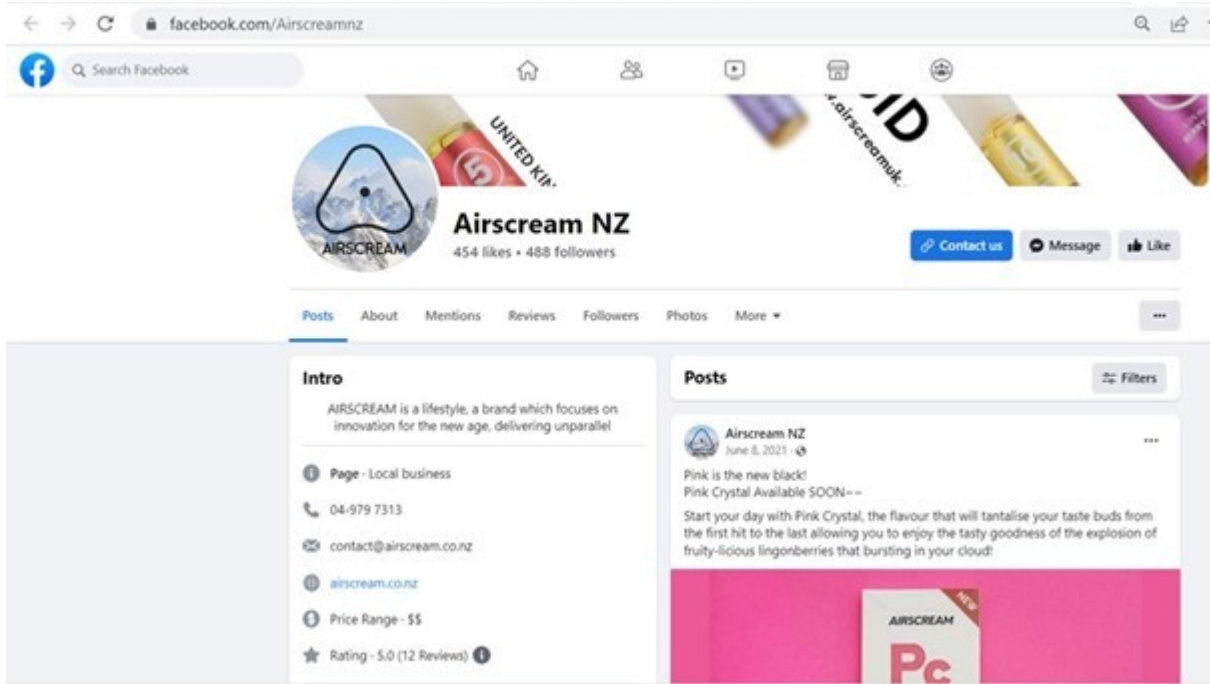 facebook.com/Airscreamnz
Search Facebook
UNITED KIN
5
OID
w.airscreamuk.
19
AIRSCREAM
Airscream NZ
454 likes • 488 followers
Contact us
Message
Like
Posts
About
Mentions
Reviews
Followers
Photos
More
Intro
AIRSCREAM is a lifestyle, a brand which focuses on
innovation for the new age, delivering unparallel
Page · Local business
04-979 7313
contact@airscream.co.nz
airscream.co.nz
Price Range · $$
Rating · 5.0 (12 Reviews)
Posts
Filters
Airscream NZ
June 8, 2021 ·
Pink is the new black!
Pink Crystal Available SOON~~
Start your day with Pink Crystal, the flavour that will tantalise your taste buds from
the first hit to the last allowing you to enjoy the tasty goodness of the explosion of
fruity-licious lingonberries that bursting in your cloud!
NEW
AIRSCREAM
Pc